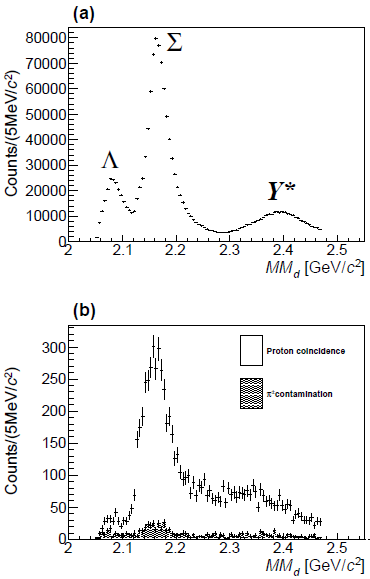 (a)
Counts/(5MeV/c²)
80000
70000
60000
50000
40000
30000
20000
10000
0
Σ
Λ
Y*
2 2.1 2.2 2.3 2.4 2.5
MM_d [GeV/c²]
(b)
Counts/(5MeV/c²)
300
250
200
150
100
50
0
Proton coincidence
π⁺contamination
2 2.1 2.2 2.3 2.4 2.5
MM_d [GeV/c²]